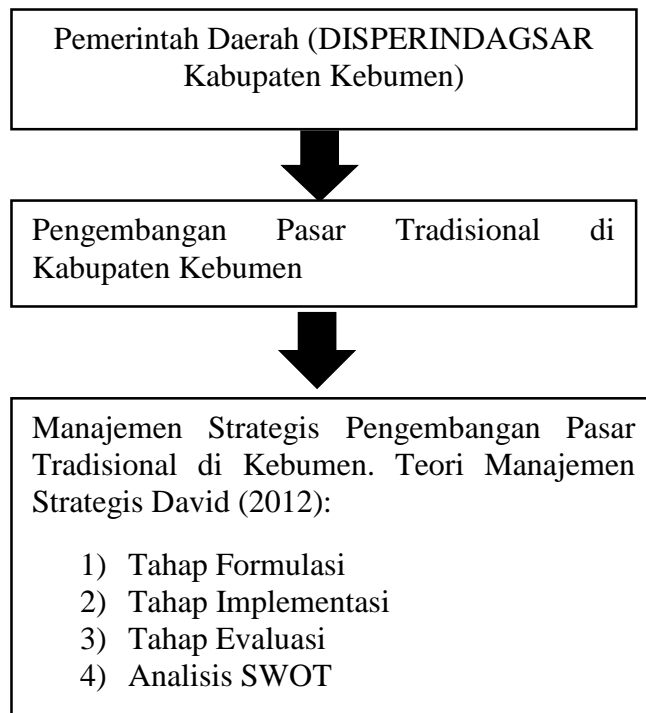 Pemerintah Daerah (DISPERINDAGSAR
Kabupaten Kebumen)
Pengembangan Pasar Tradisional di
Kabupaten Kebumen
Manajemen Strategis Pengembangan Pasar
Tradisional di Kebumen. Teori Manajemen
Strategis David (2012):
1) Tahap Formulasi
2) Tahap Implementasi
3) Tahap Evaluasi
4) Analisis SWOT